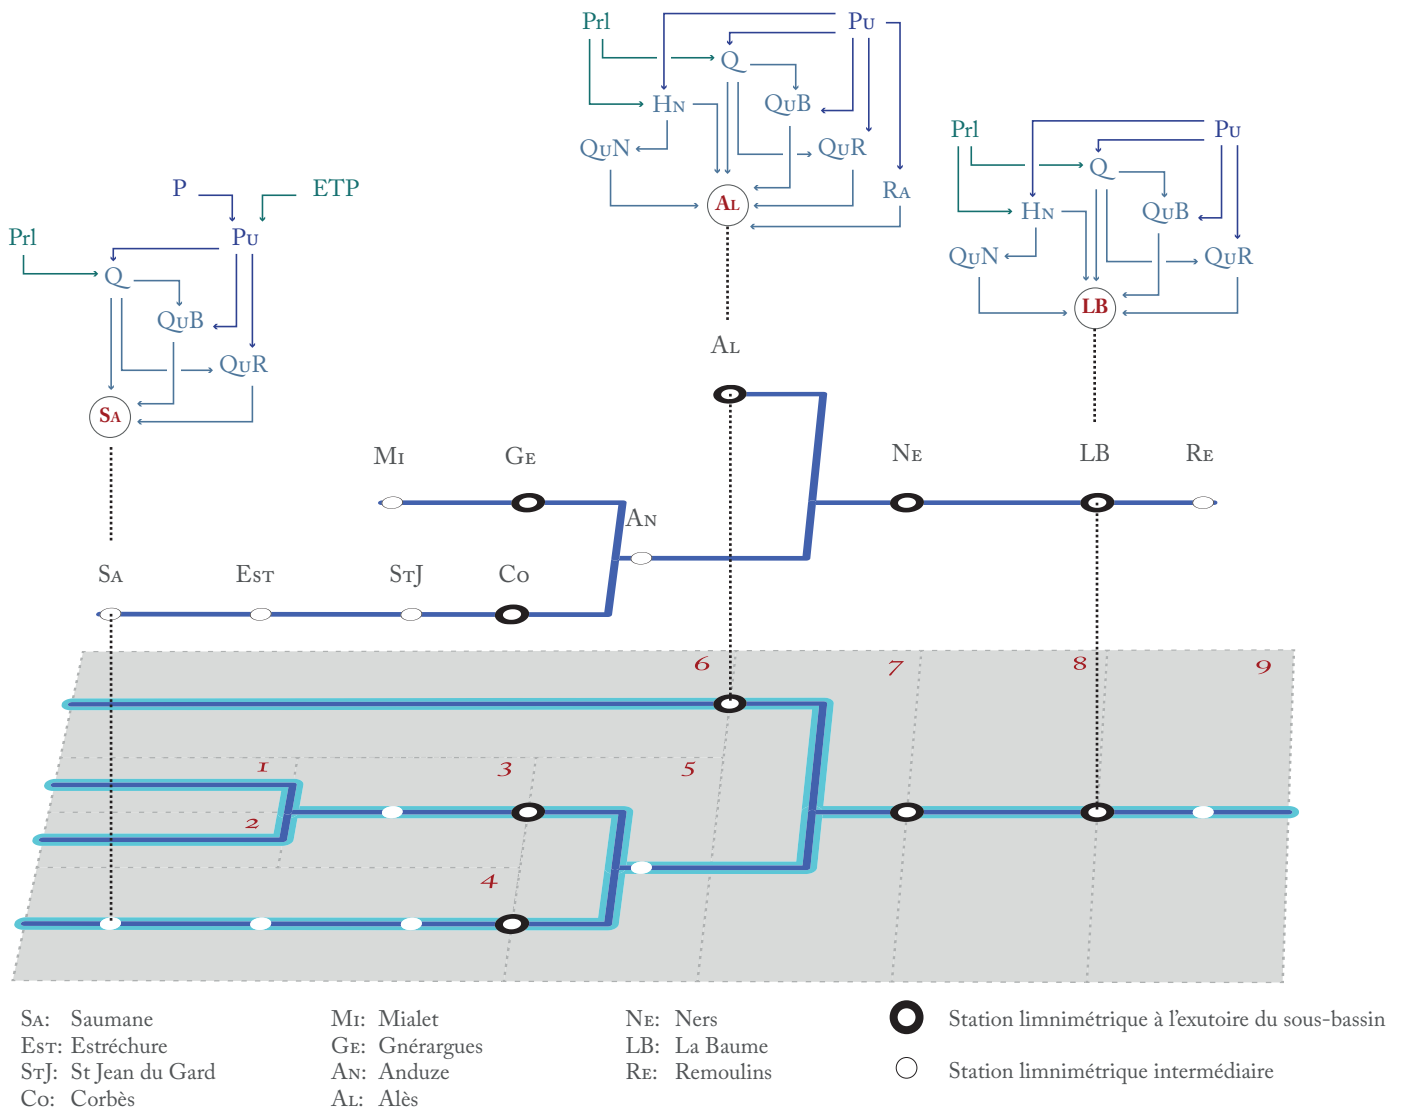 Prl Pu
Q
Hn QuB
QuN QuR
Al Ra
Prl Pu
Q
Hn QuB
QuN QuR
LB
P ETP
Prl Pu
Q
QuB
QuR
Sa
Al
Mi Ge Ne LB Re
An
Sa Est StJ Co
6 7 8 9
1 3 5
2
4
Sa: Saumane
Est: Estréchure
StJ: St Jean du Gard
Co: Corbès
Mi: Mialet
Ge: Gnérargues
An: Anduze
Al: Alès
Ne: Ners
LB: La Baume
Re: Remoulins
Station limnimétrique à l'exutoire du sous-bassin
Station limnimétrique intermédiaire